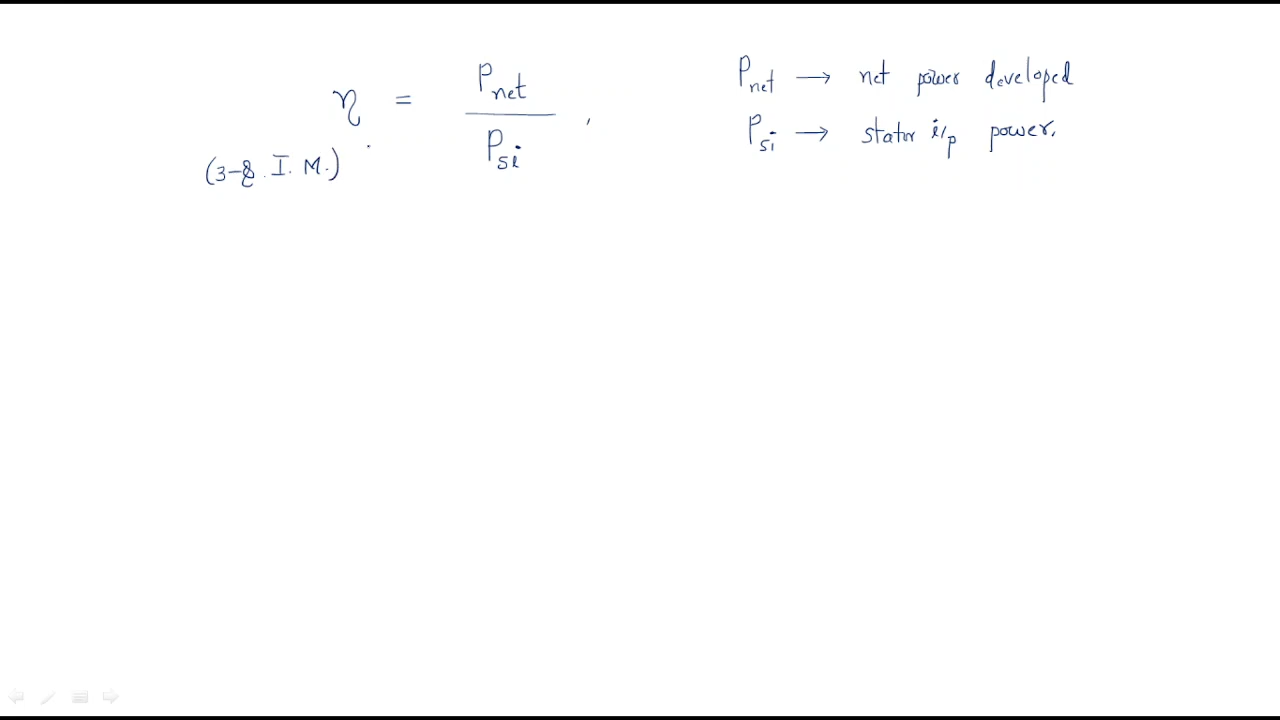 η = P_net / P_si ,
(3-φ. I. M.)
P_net → net power developed
P_si → stator i/p power.